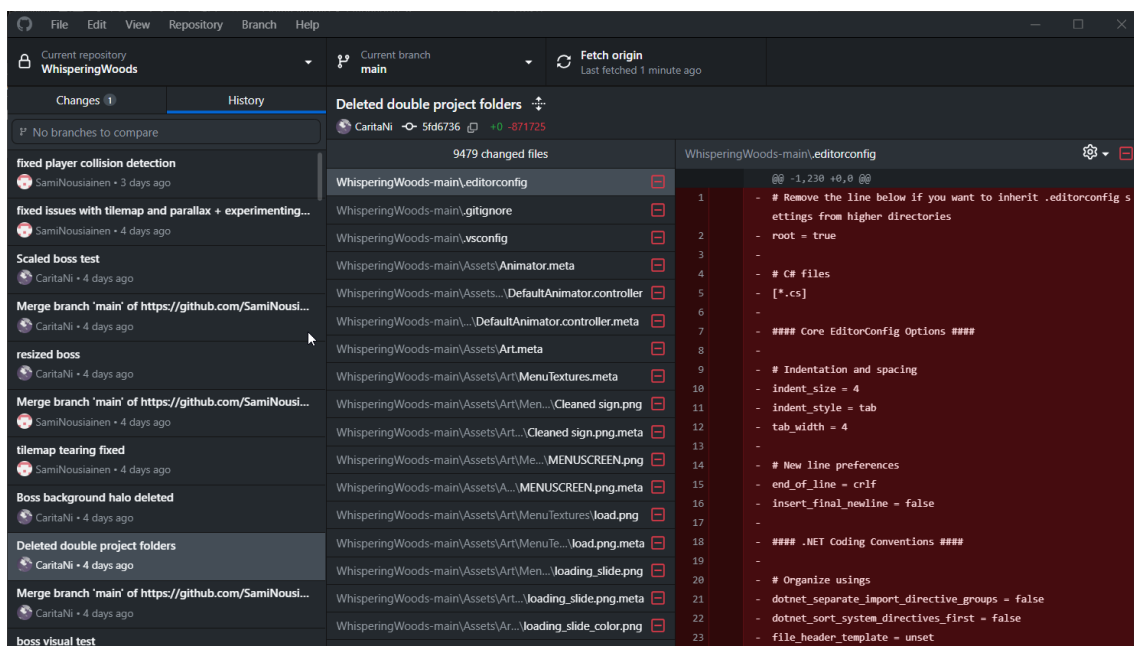 File Edit View Repository Branch Help
Current repository
WhisperingWoods
Current branch
main
Fetch origin
Last fetched 1 minute ago
Changes 1
History
No branches to compare
fixed player collision detection
SamiNousiainen • 3 days ago
fixed issues with tilemap and parallax + experimenting...
SamiNousiainen • 4 days ago
Scaled boss test
CaritaNi • 4 days ago
Merge branch 'main' of https://github.com/SamiNousi...
CaritaNi • 4 days ago
resized boss
CaritaNi • 4 days ago
Merge branch 'main' of https://github.com/SamiNousi...
SamiNousiainen • 4 days ago
tilemap tearing fixed
SamiNousiainen • 4 days ago
Boss background halo deleted
CaritaNi • 4 days ago
Deleted double project folders
CaritaNi • 4 days ago
Merge branch 'main' of https://github.com/SamiNousi...
CaritaNi • 4 days ago
boss visual test
Deleted double project folders
CaritaNi 5fd6736 +0 -871725
9479 changed files
WhisperingWoods-main\.editorconfig
WhisperingWoods-main\.gitignore
WhisperingWoods-main\.vsconfig
WhisperingWoods-main\Assets\Animator.meta
WhisperingWoods-main\Assets...\DefaultAnimator.controller
WhisperingWoods-main\...\DefaultAnimator.controller.meta
WhisperingWoods-main\Assets\Art.meta
WhisperingWoods-main\Assets\Art\MenuTextures.meta
WhisperingWoods-main\Assets\Art\Men...\Cleaned sign.png
WhisperingWoods-main\Assets\Art...\Cleaned sign.png.meta
WhisperingWoods-main\Assets\Art\Me...\MENUSCREEN.png
WhisperingWoods-main\Assets\A...\MENUSCREEN.png.meta
WhisperingWoods-main\Assets\Art\MenuTextures\load.png
WhisperingWoods-main\Assets\Art\MenuTe...\load.png.meta
WhisperingWoods-main\Assets\Art\Men...\loading_slide.png
WhisperingWoods-main\Assets\Art...\loading_slide.png.meta
WhisperingWoods-main\Assets\Ar...\loading_slide_color.png
WhisperingWoods-main\.editorconfig
@@ -1,230 +0,0 @@
1 - # Remove the line below if you want to inherit .editorconfig s
ettings from higher directories
2 - root = true
3 -
4 - # C# files
5 - [*.cs]
6 -
7 - #### Core EditorConfig Options ####
8 -
9 - # Indentation and spacing
10 - indent_size = 4
11 - indent_style = tab
12 - tab_width = 4
13 -
14 - # New line preferences
15 - end_of_line = crlf
16 - insert_final_newline = false
17 -
18 - #### .NET Coding Conventions ####
19 -
20 - # Organize usings
21 - dotnet_separate_import_directive_groups = false
22 - dotnet_sort_system_directives_first = false
23 - file_header_template = unset